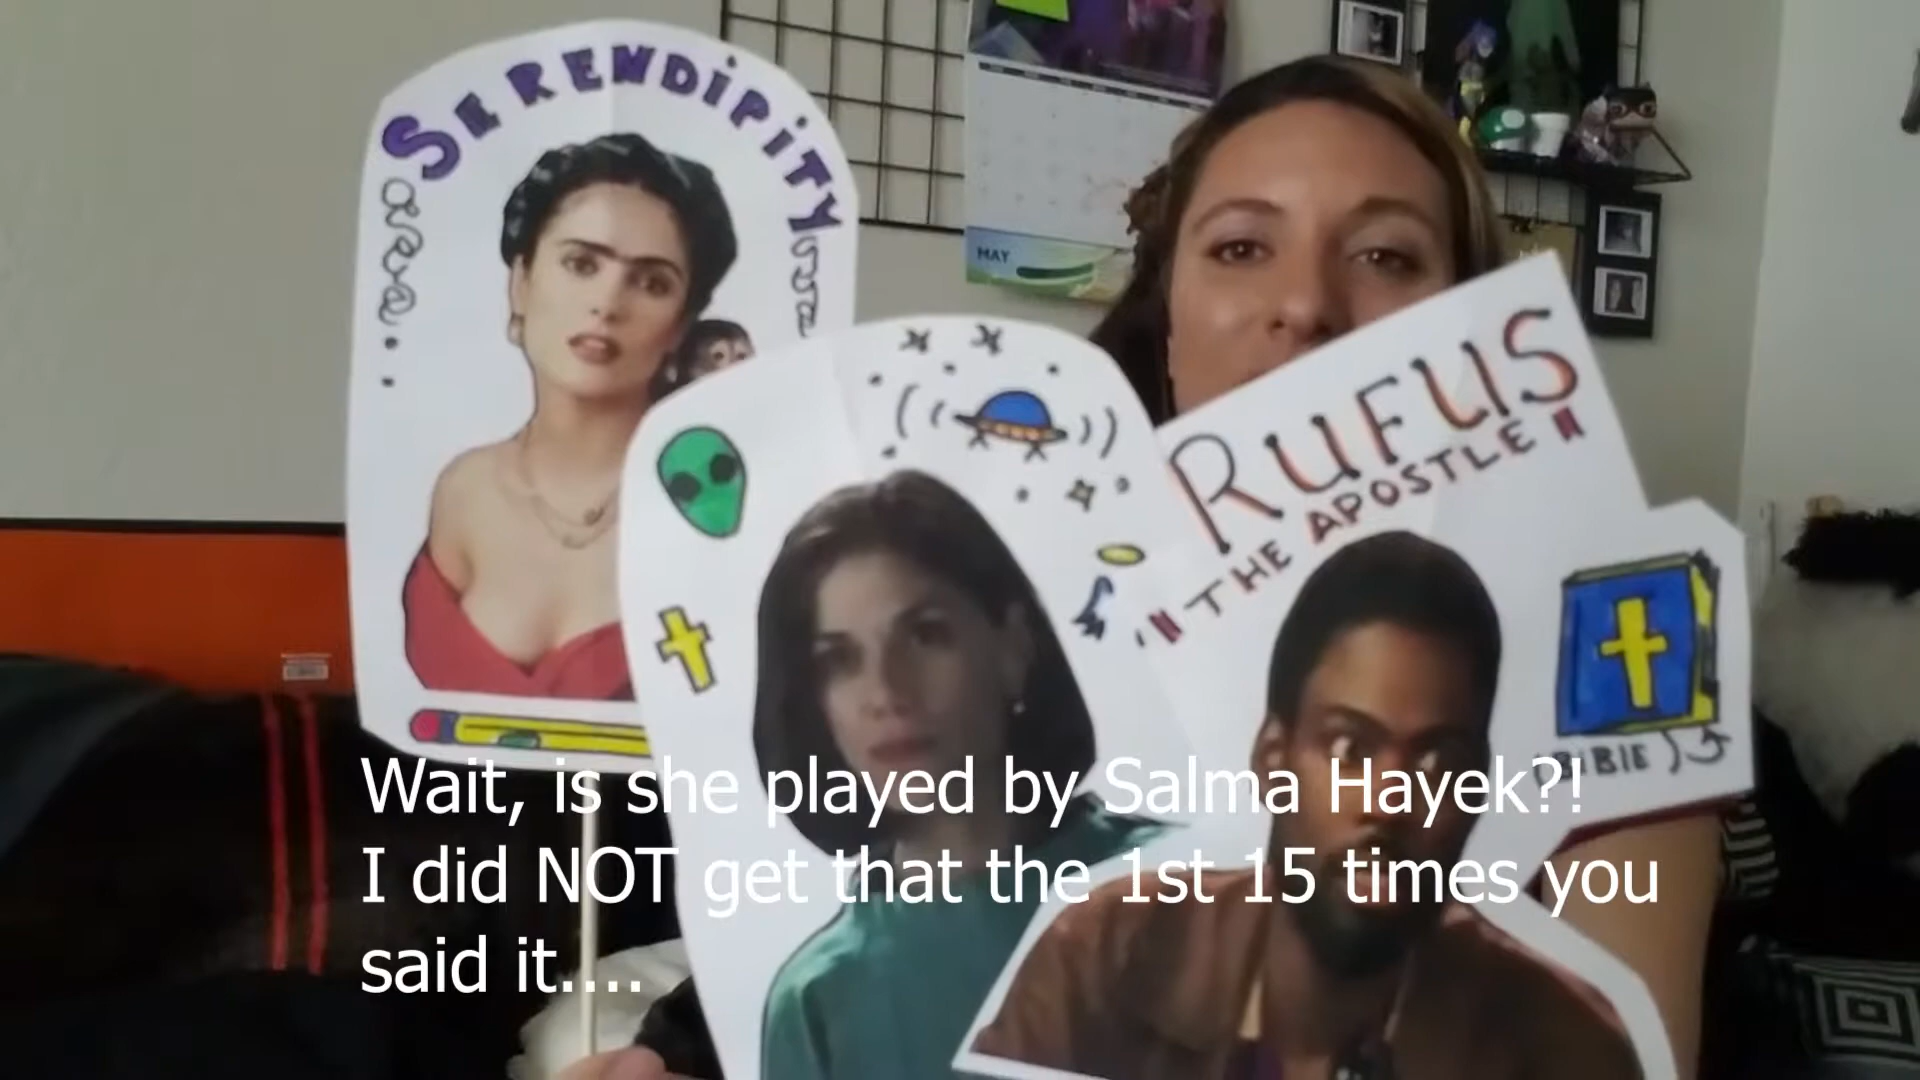 SERENDIPITY
MAY
RUFUS
THE APOSTLE
(BIBLE)
Wait, is she played by Salma Hayek?!
I did NOT get that the 1st 15 times you
said it....